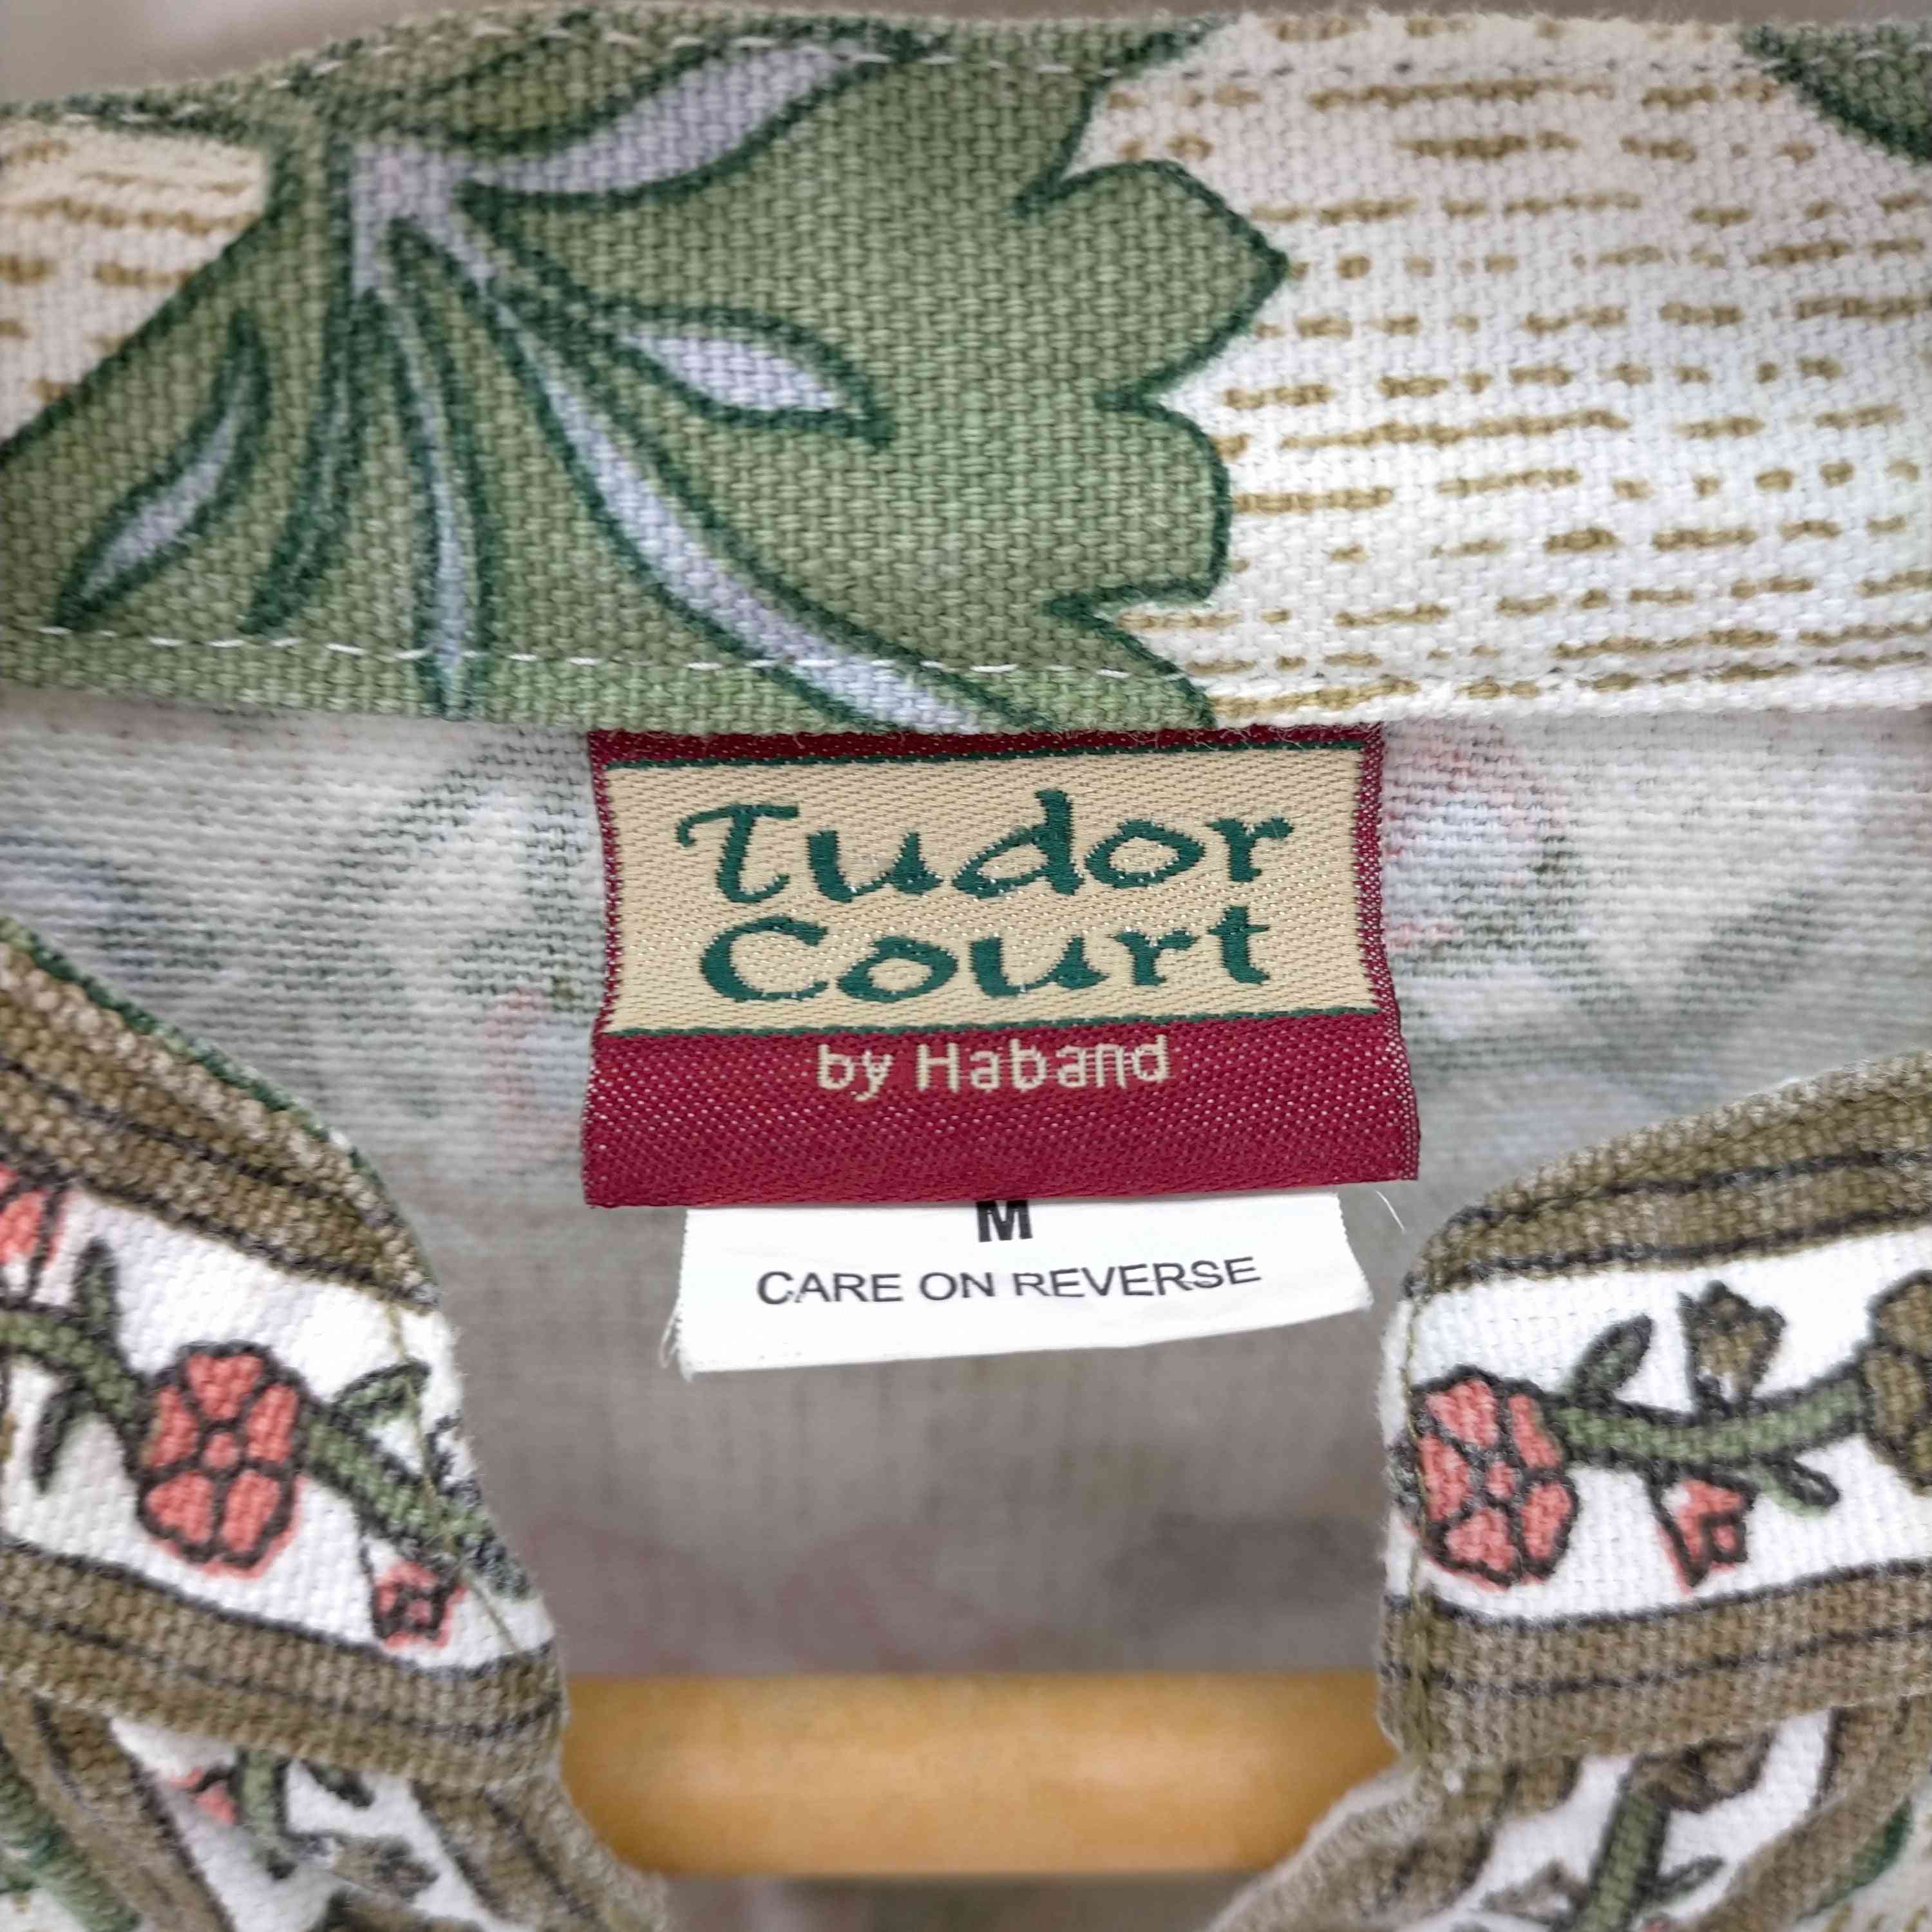 Tudor
Court
by Haband
M
CARE ON REVERSE